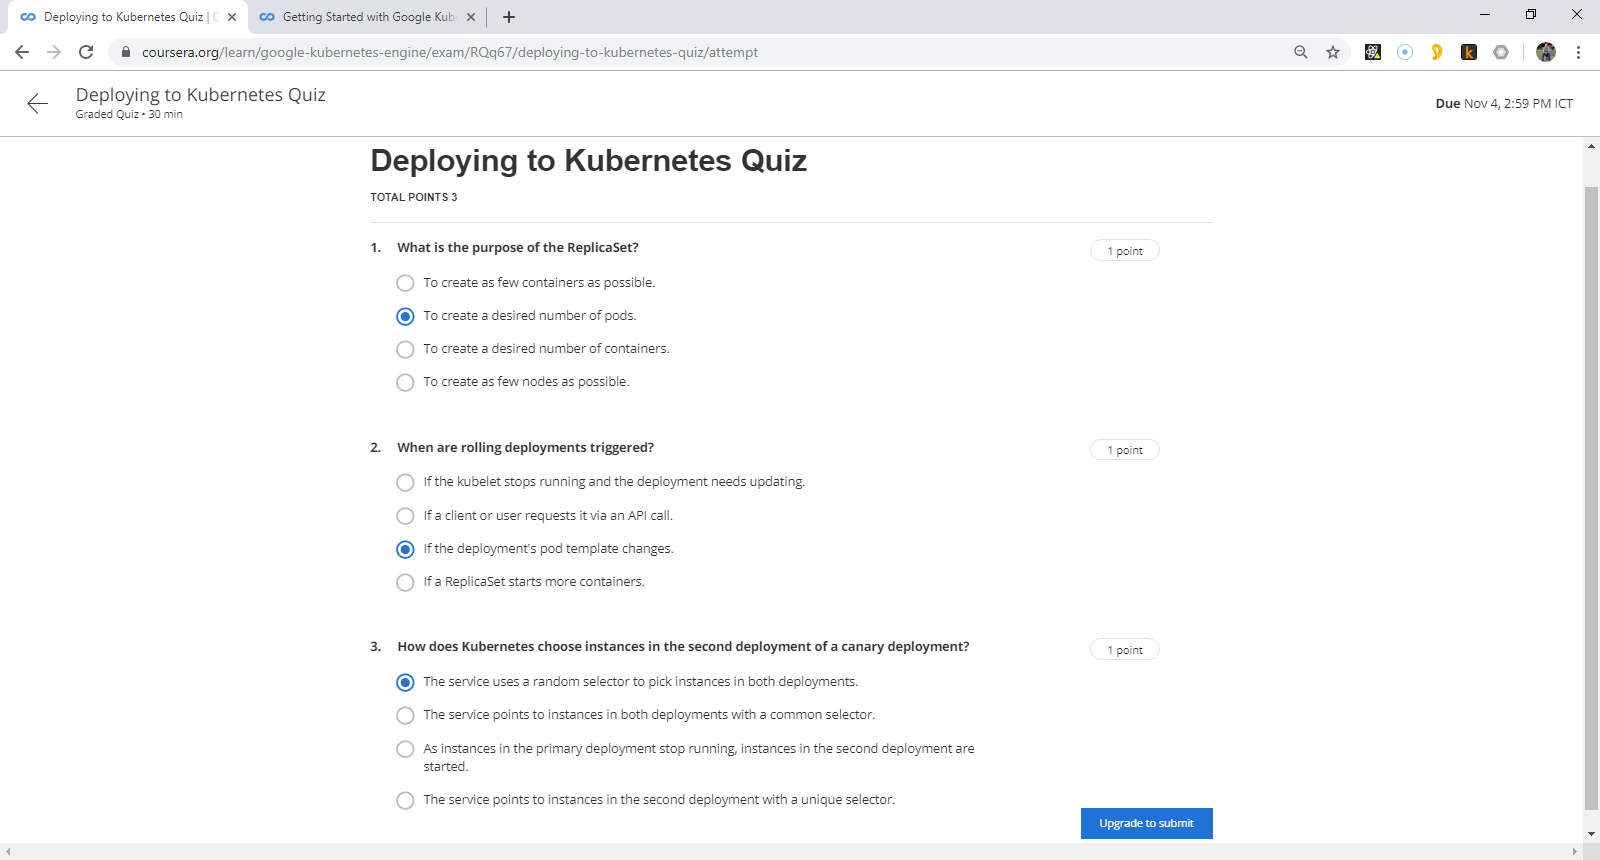 Deploying to Kubernetes Quiz | C
Getting Started with Google Kub
coursera.org/learn/google-kubernetes-engine/exam/RQq67/deploying-to-kubernetes-quiz/attempt
Deploying to Kubernetes Quiz
Graded Quiz • 30 min
Due Nov 4, 2:59 PM ICT
Deploying to Kubernetes Quiz
TOTAL POINTS 3
1. What is the purpose of the ReplicaSet?
1 point
To create as few containers as possible.
To create a desired number of pods.
To create a desired number of containers.
To create as few nodes as possible.
2. When are rolling deployments triggered?
1 point
If the kubelet stops running and the deployment needs updating.
If a client or user requests it via an API call.
If the deployment's pod template changes.
If a ReplicaSet starts more containers.
3. How does Kubernetes choose instances in the second deployment of a canary deployment?
1 point
The service uses a random selector to pick instances in both deployments.
The service points to instances in both deployments with a common selector.
As instances in the primary deployment stop running, instances in the second deployment are
started.
The service points to instances in the second deployment with a unique selector.
Upgrade to submit